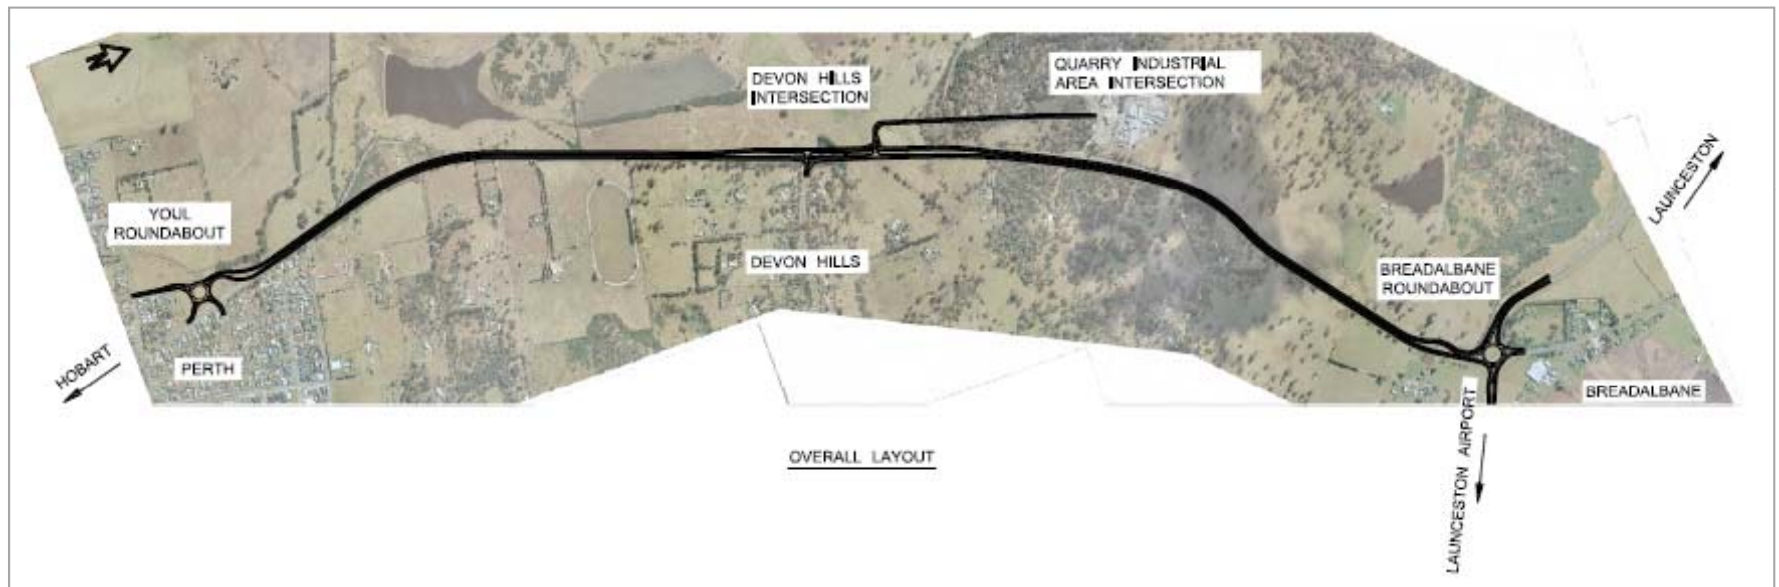 N
DEVON HILLS
INTERSECTION
QUARRY INDUSTRIAL
AREA INTERSECTION
LAUNCESTON
YOUL
ROUNDABOUT
DEVON HILLS
BREADALBANE
ROUNDABOUT
HOBART
PERTH
BREADALBANE
LAUNCESTON AIRPORT
OVERALL LAYOUT